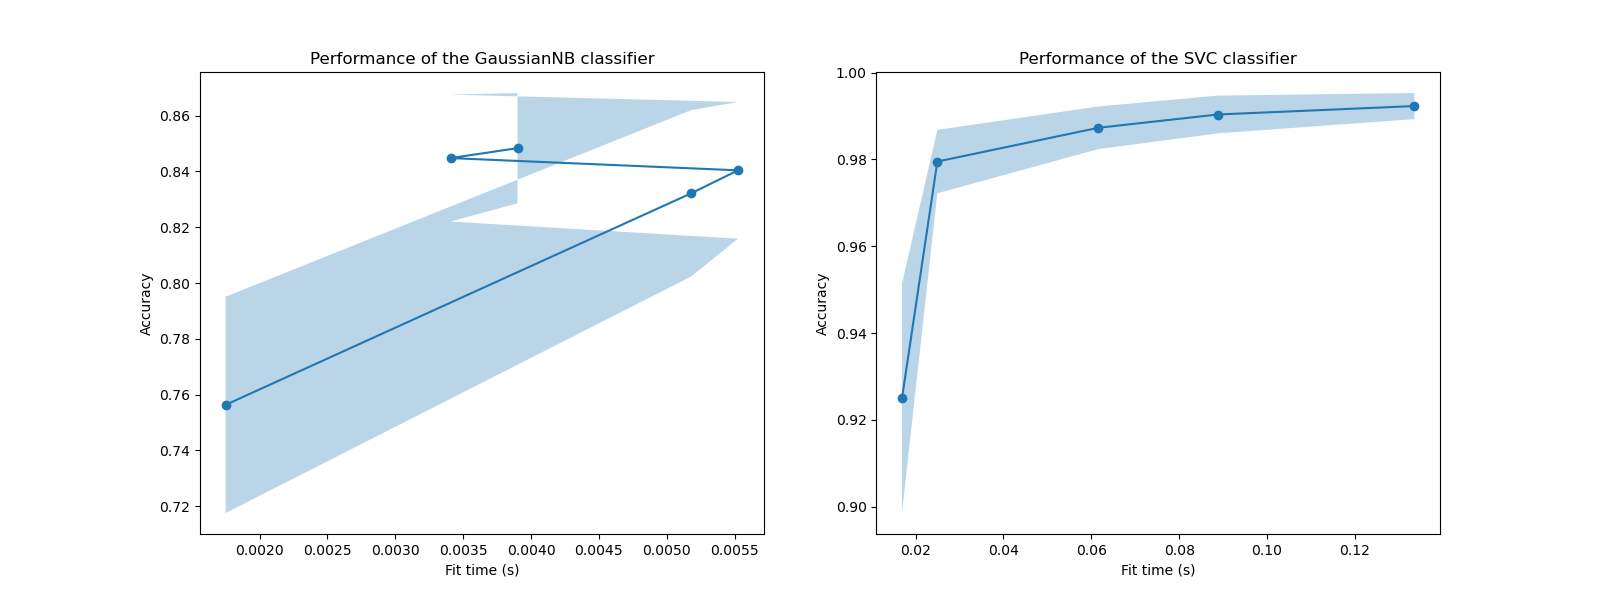 Performance of the GaussianNB classifier
Accuracy
0.86
0.84
0.82
0.80
0.78
0.76
0.74
0.72
0.0020 0.0025 0.0030 0.0035 0.0040 0.0045 0.0050 0.0055
Fit time (s)
Performance of the SVC classifier
Accuracy
1.00
0.98
0.96
0.94
0.92
0.90
0.02 0.04 0.06 0.08 0.10 0.12
Fit time (s)